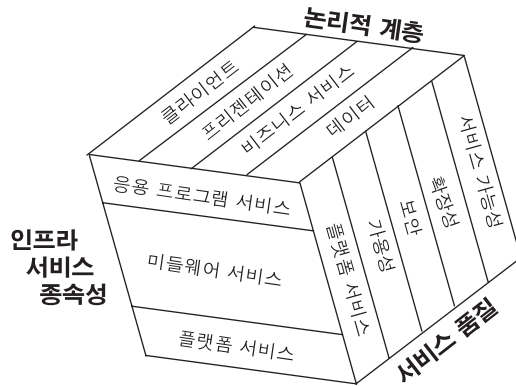 논리적 계층
클라이언트
프리젠테이션
비즈니스 서비스
데이터
응용 프로그램 서비스
미들웨어 서비스
플랫폼 서비스
인프라
서비스
종속성
플랫폼 서비스
가용성
보안
확장성
서비스 가능성
서비스 품질